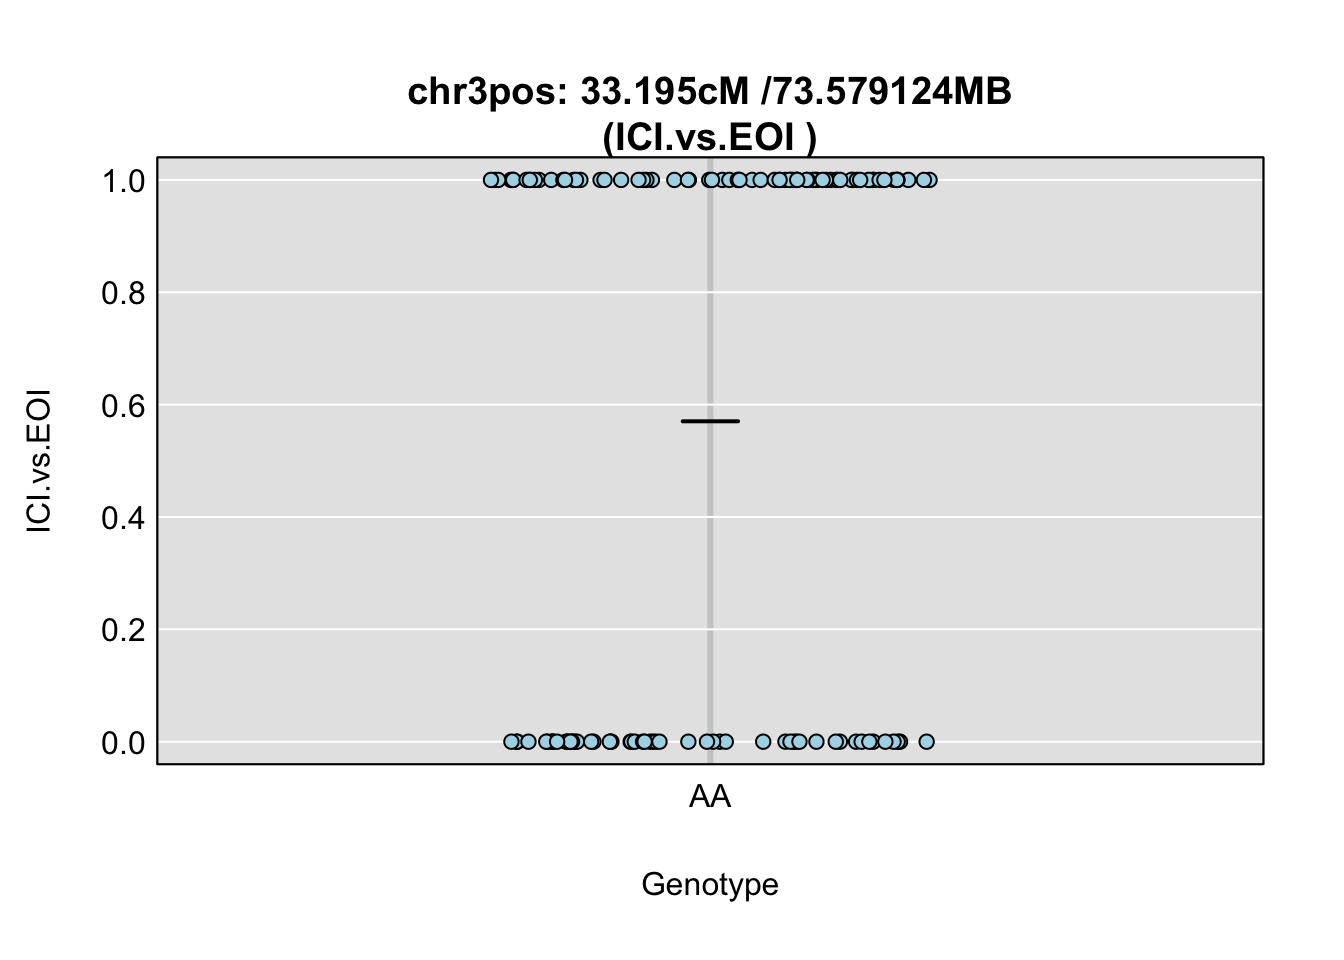 chr3pos: 33.195cM /73.579124MB
(ICI.vs.EOI )
1.0
0.8
0.6
0.4
0.2
0.0
ICI.vs.EOI
AA
Genotype